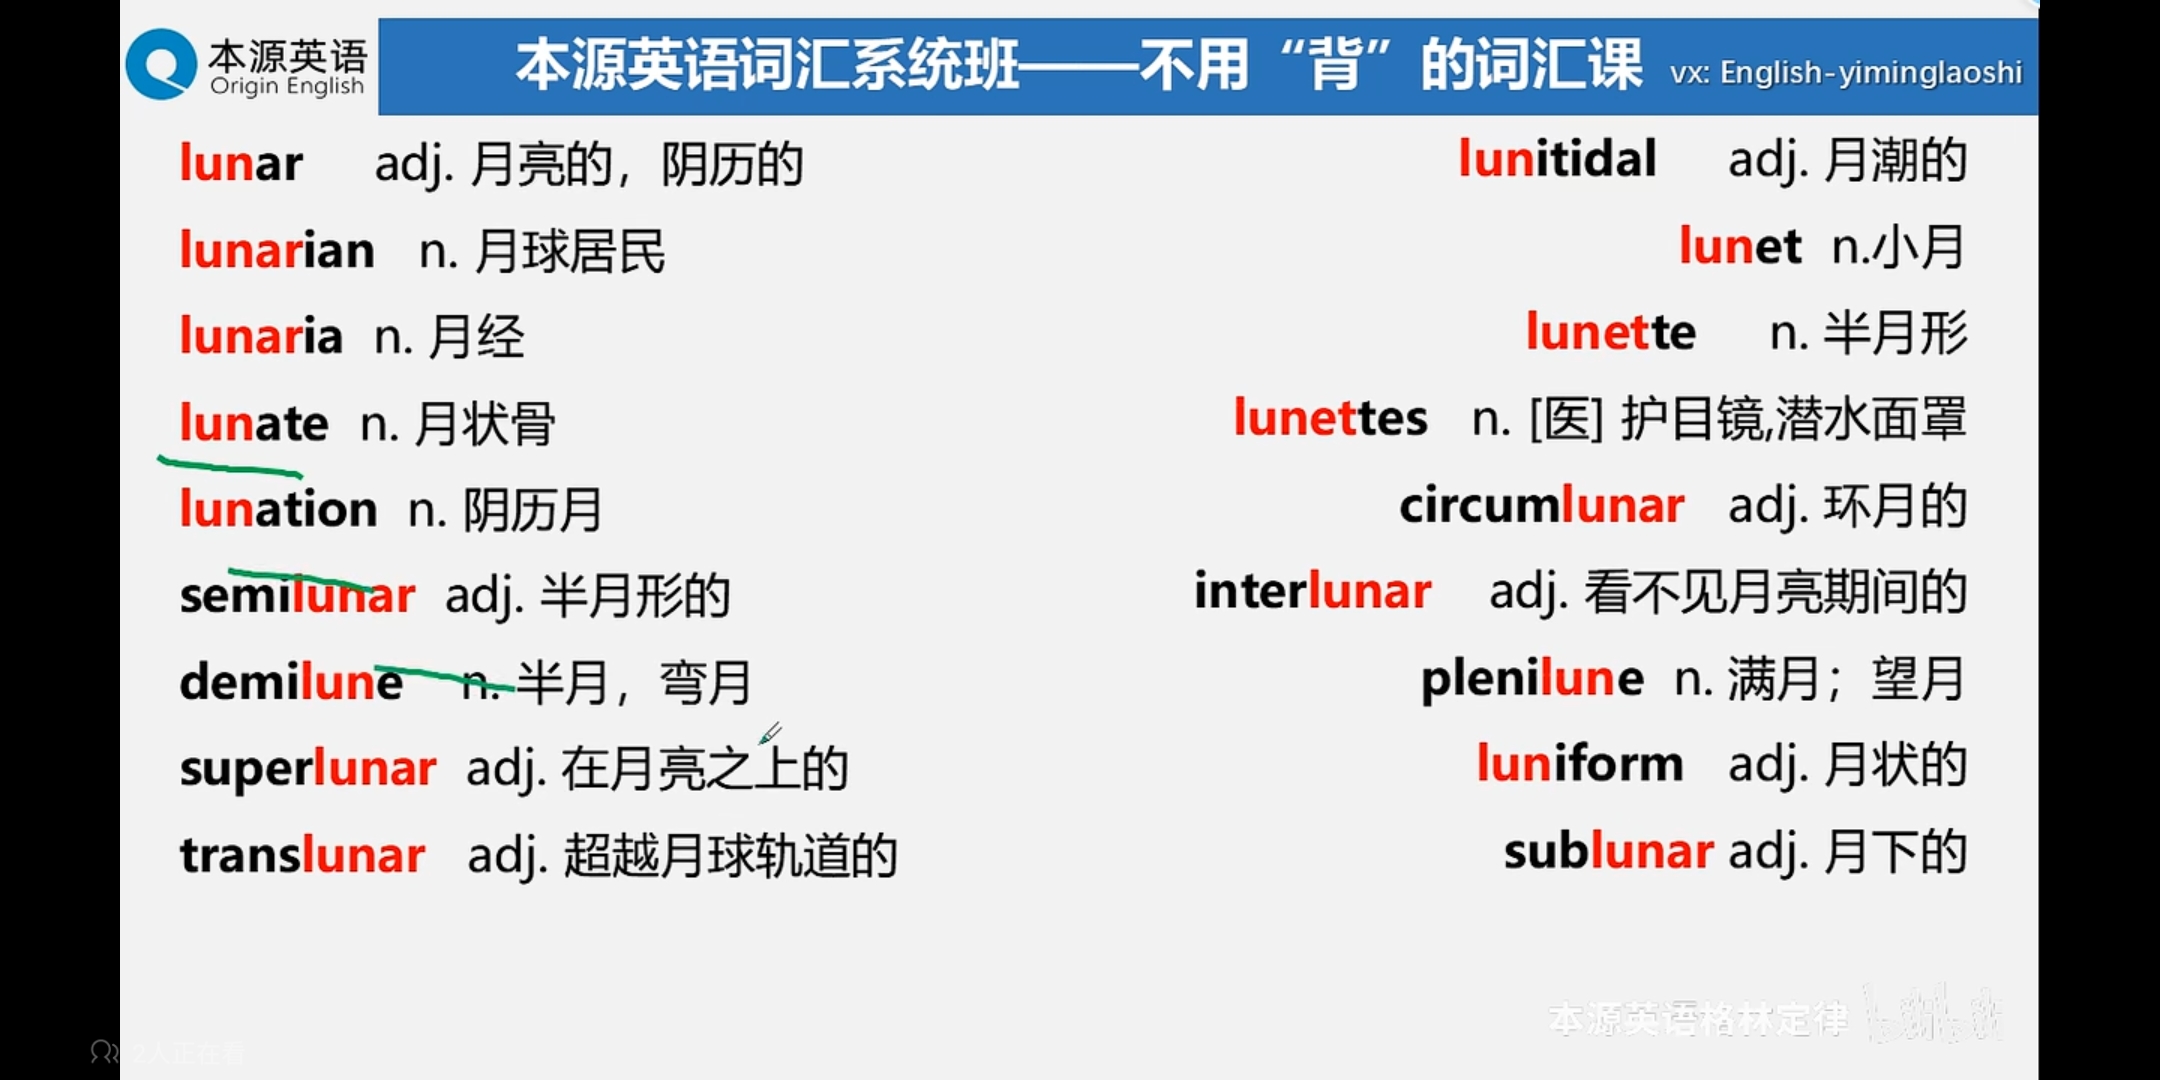 本源英语
Origin English
本源英语词汇系统班——不用“背”的词汇课 vx: English-yiminglaoshi
lunar adj. 月亮的，阴历的
lunarian n. 月球居民
lunaria n. 月经
lunate n. 月状骨
lunation n. 阴历月
semilunar adj. 半月形的
demilune n. 半月，弯月
superlunar adj. 在月亮之上的
translunar adj. 超越月球轨道的
lunitidal adj. 月潮的
lunet n.小月
lunette n. 半月形
lunettes n. [医] 护目镜,潜水面罩
circumlunar adj. 环月的
interlunar adj. 看不见月亮期间的
plenilune n. 满月；望月
luniform adj. 月状的
sublunar adj. 月下的
本源英语格林定律 bilibili
2人正在看